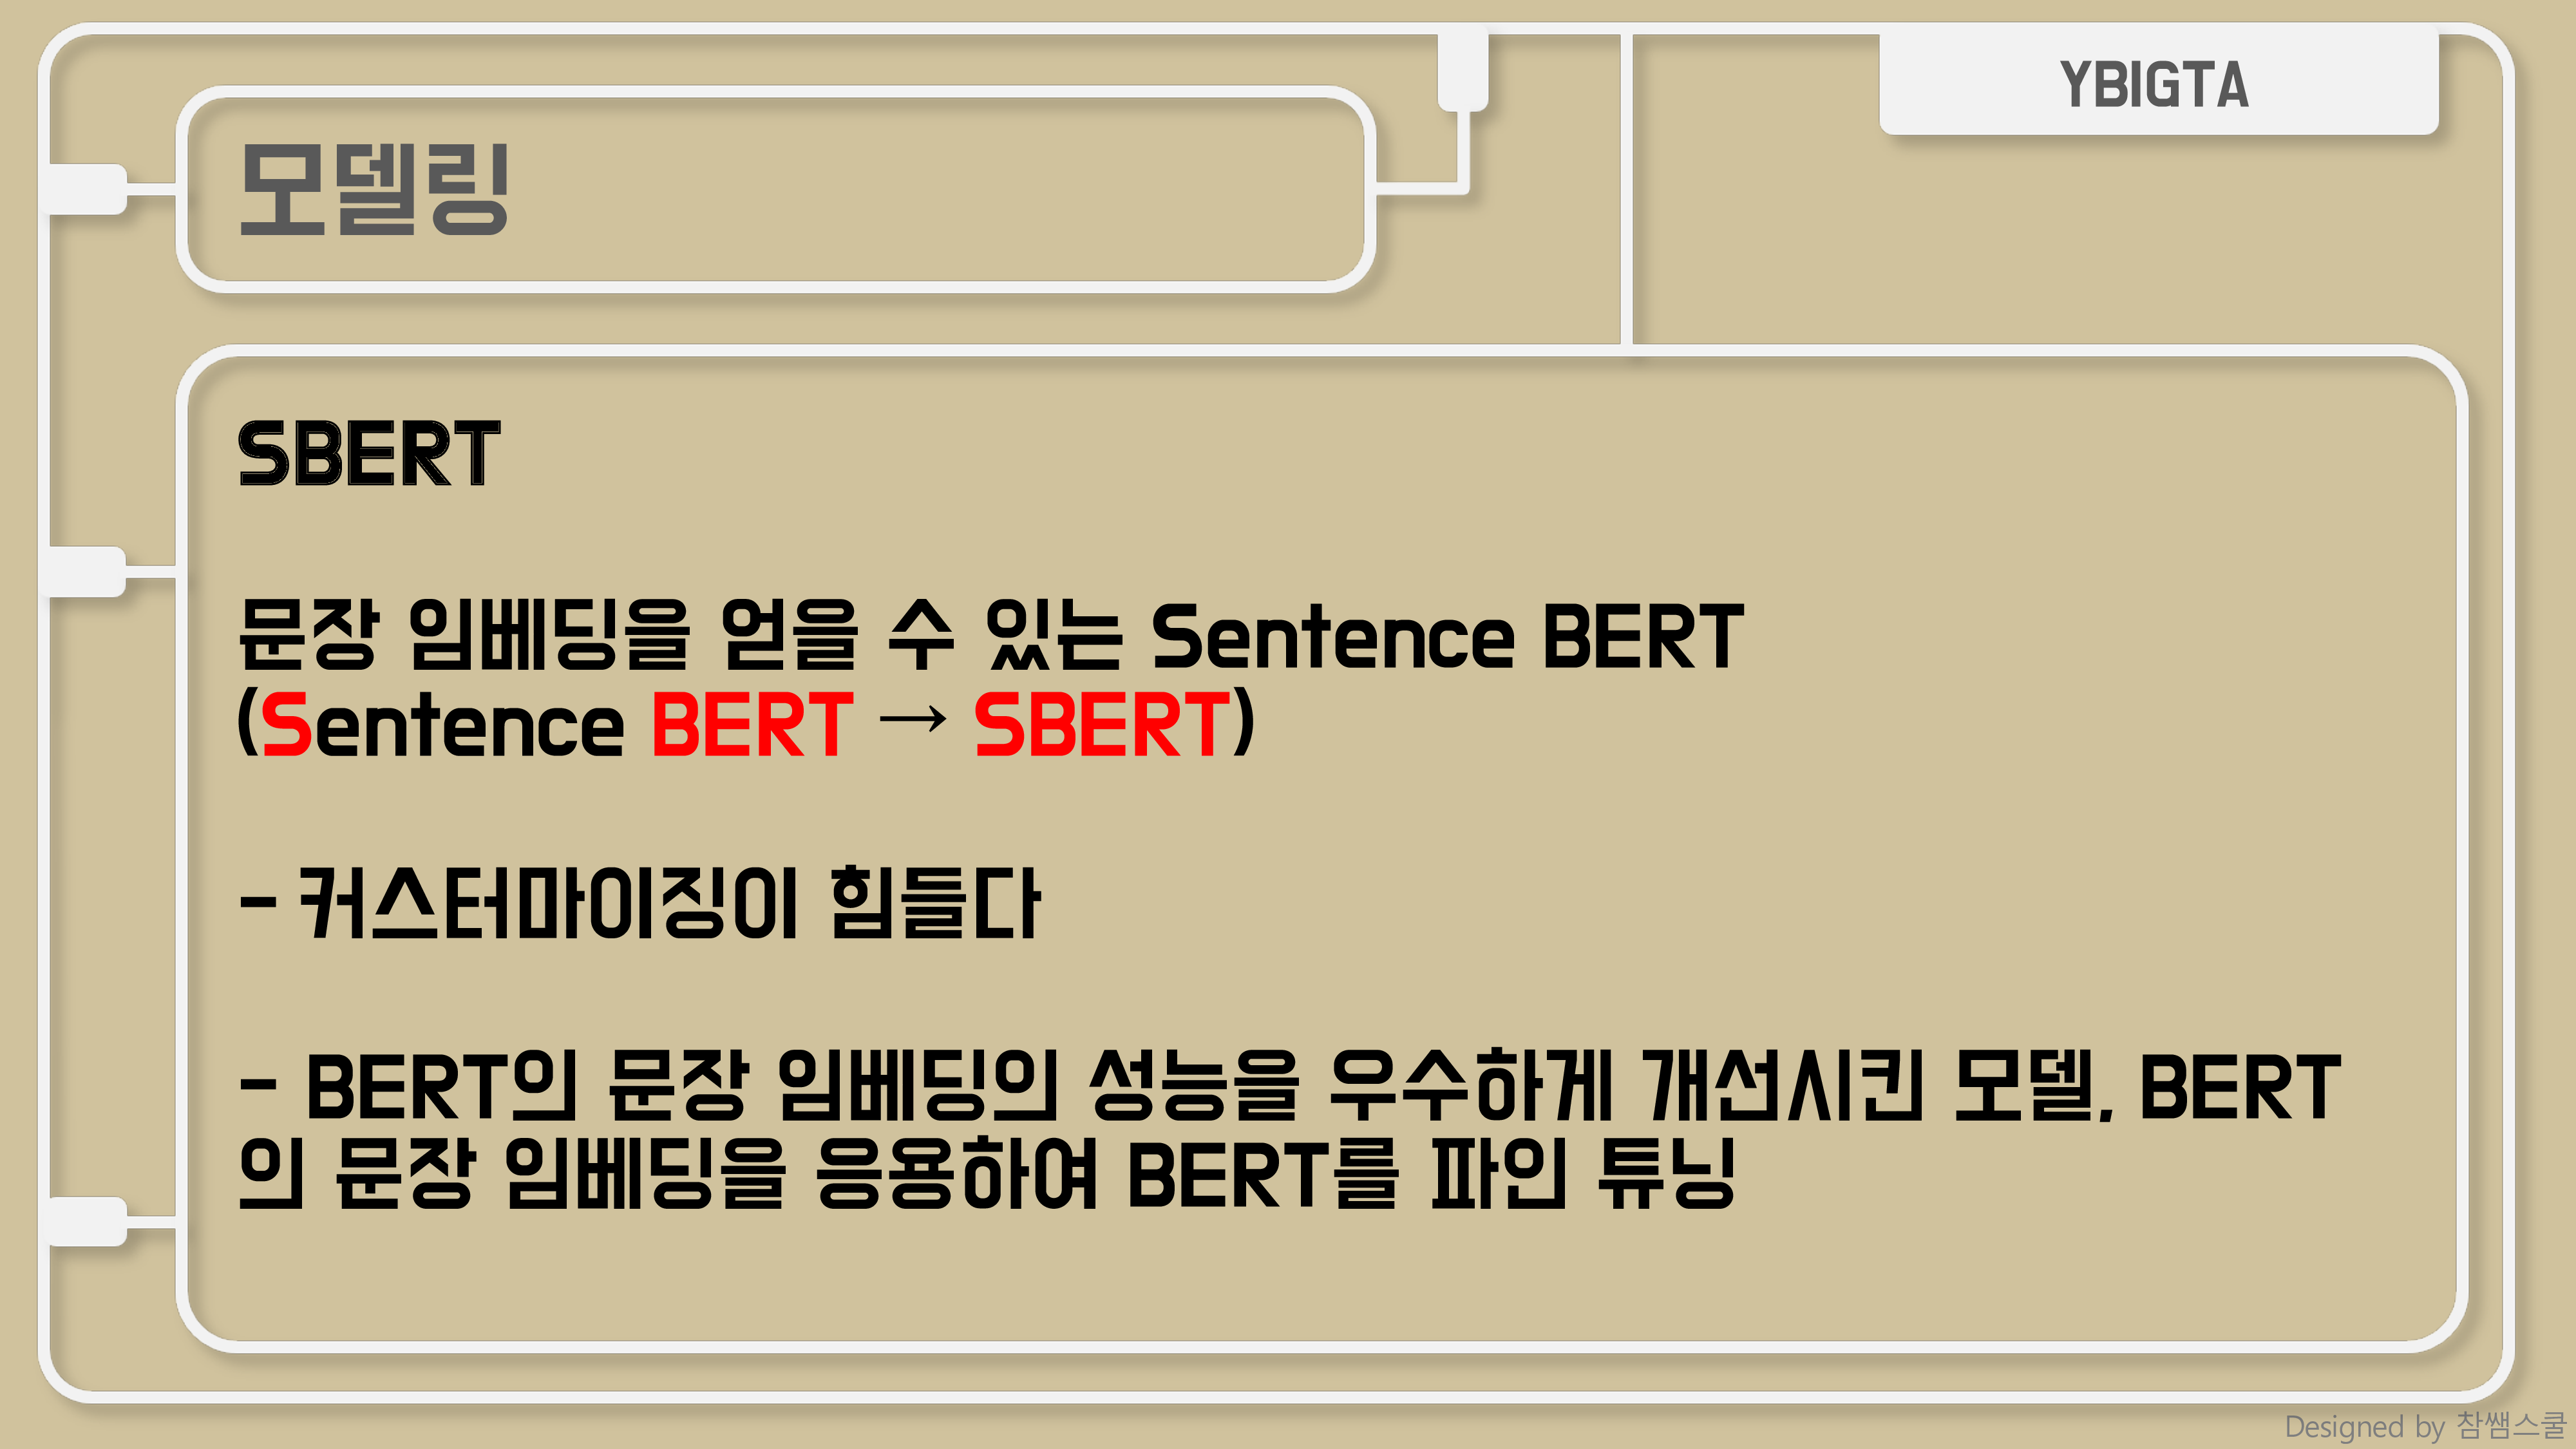 YBIGTA
모델링
SBERT
문장 임베딩을 얻을 수 있는 Sentence BERT
(Sentence BERT → SBERT)
- 커스터마이징이 힘들다
- BERT의 문장 임베딩의 성능을 우수하게 개선시킨 모델, BERT
의 문장 임베딩을 응용하여 BERT를 파인 튜닝
Designed by 참쌤스쿨